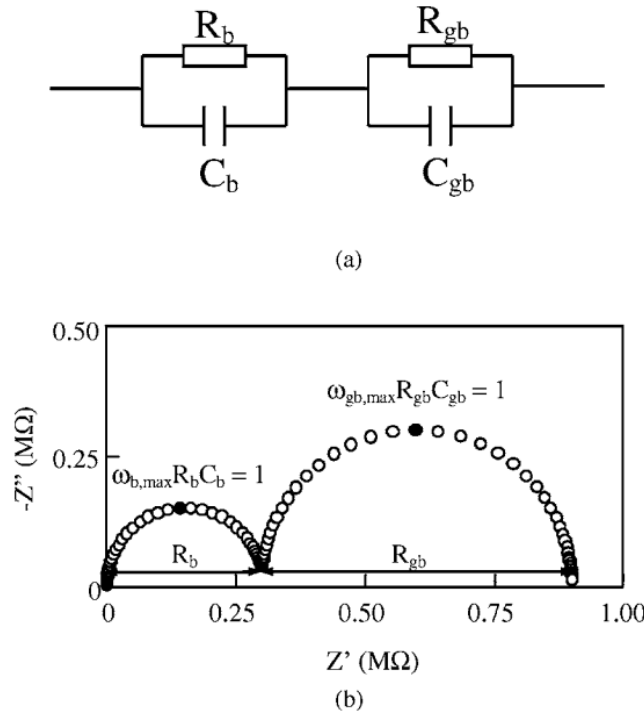 R_b
R_gb
C_b
C_gb
(a)
0.50
ω_gb,max R_gb C_gb = 1
-Z'' (MΩ)
0.25
ω_b,max R_b C_b = 1
R_b
R_gb
0
0 0.25 0.50 0.75 1.00
Z' (MΩ)
(b)